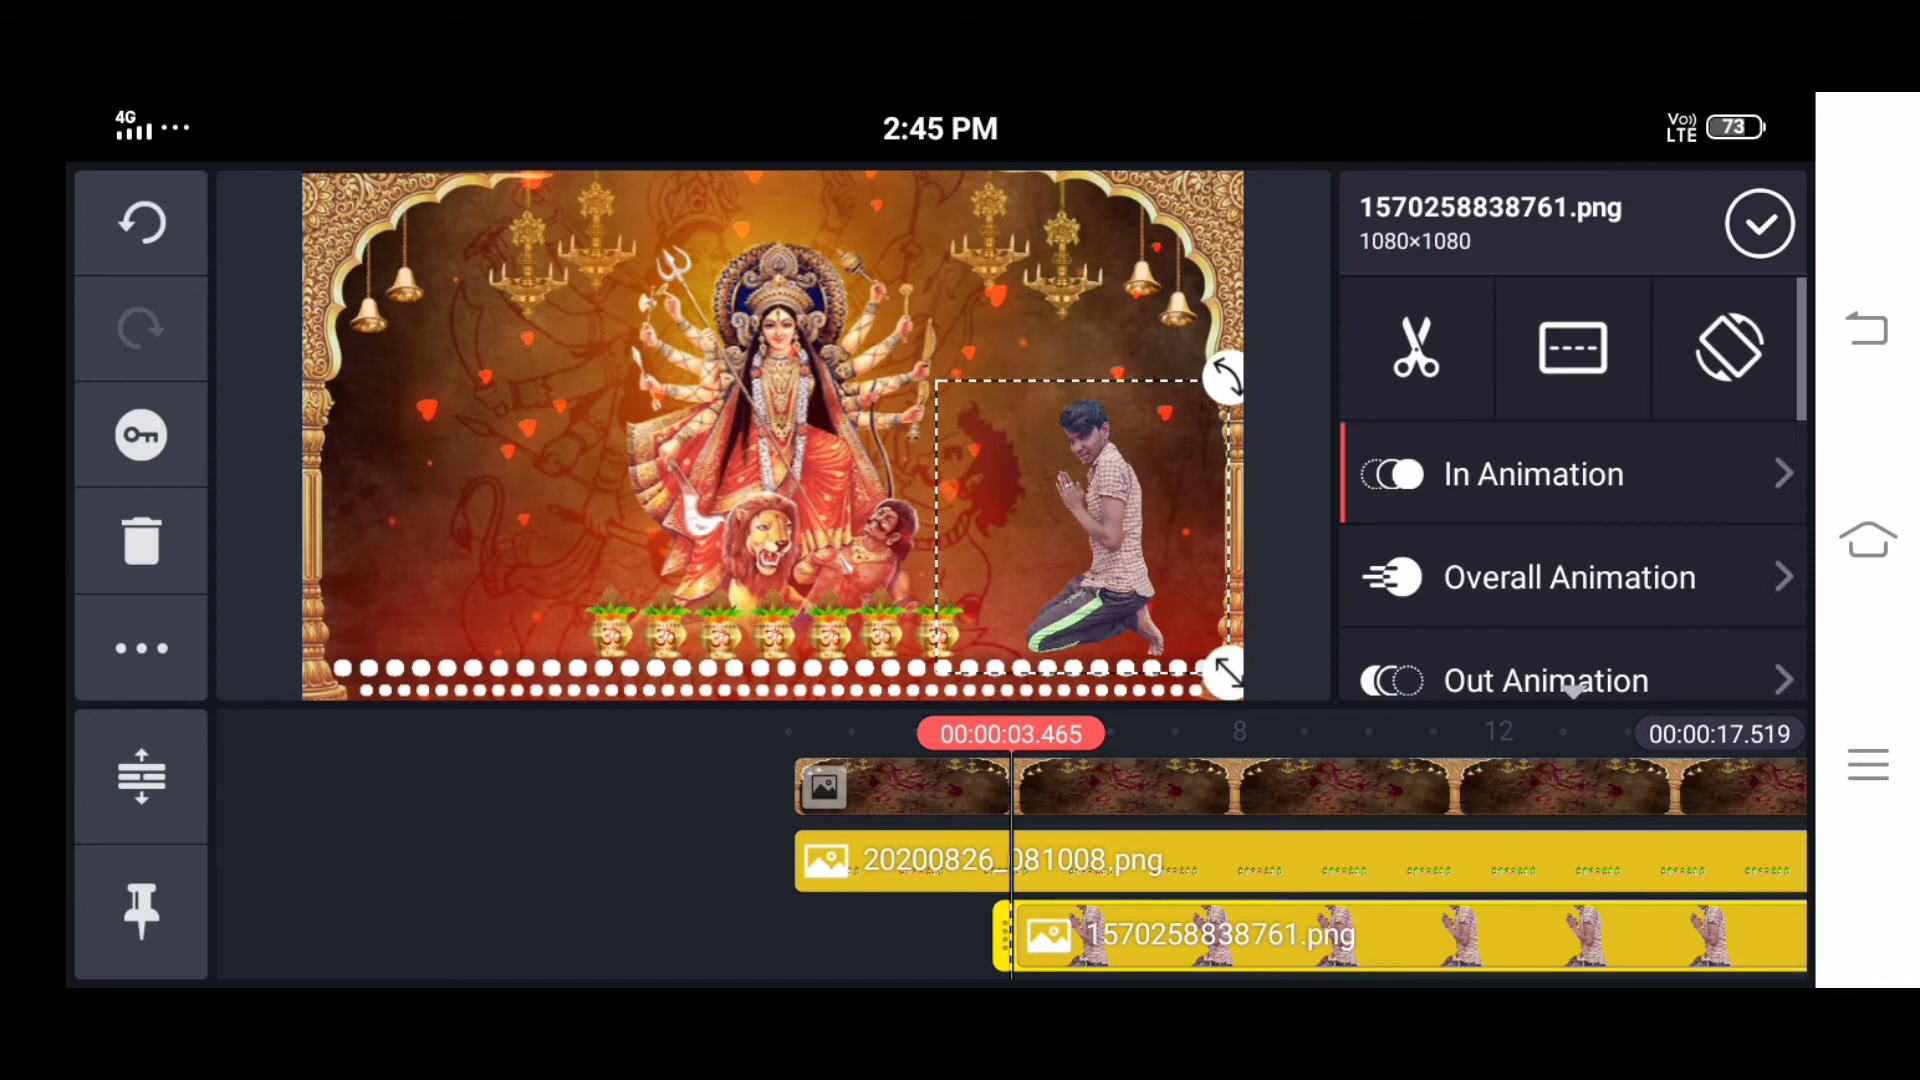 4G
2:45 PM
Vo))
LTE
73
1570258838761.png
1080×1080
In Animation
Overall Animation
Out Animation
00:00:03.465
8
12
00:00:17.519
20200826_081008.png
1570258838761.png